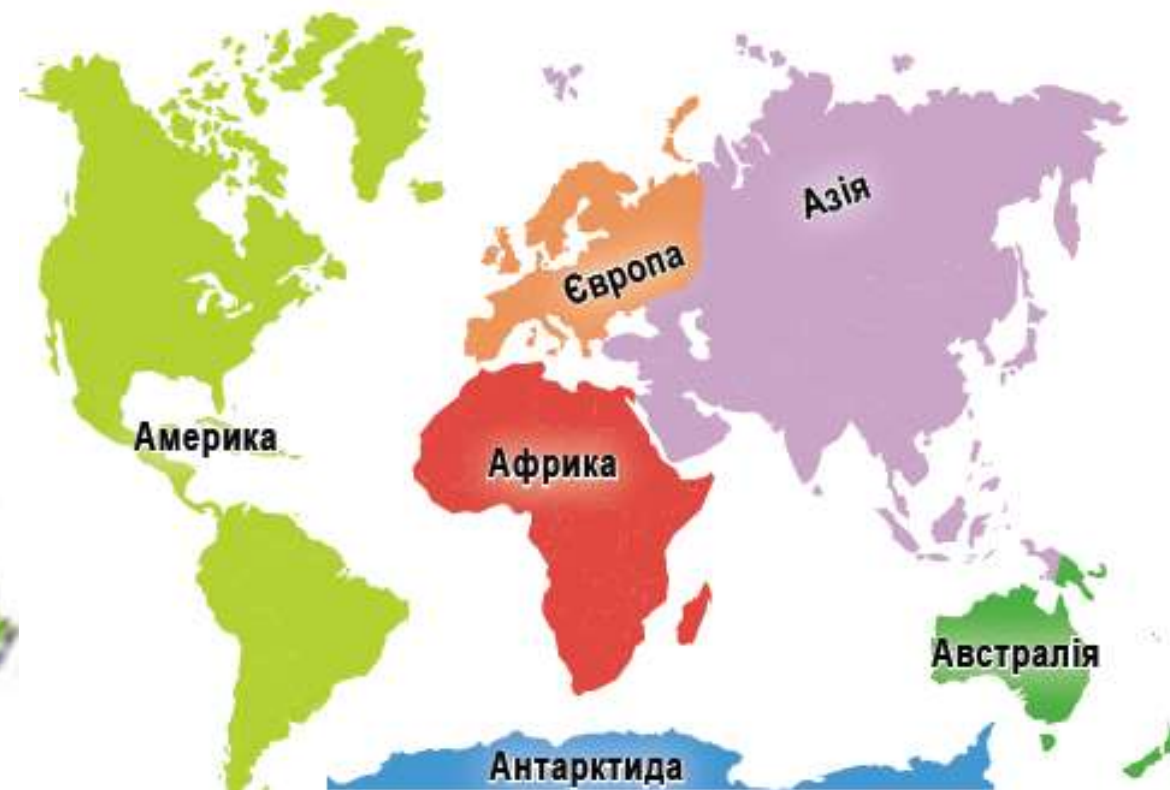 Азія
Європа
Америка
Африка
Австралія
Антарктида